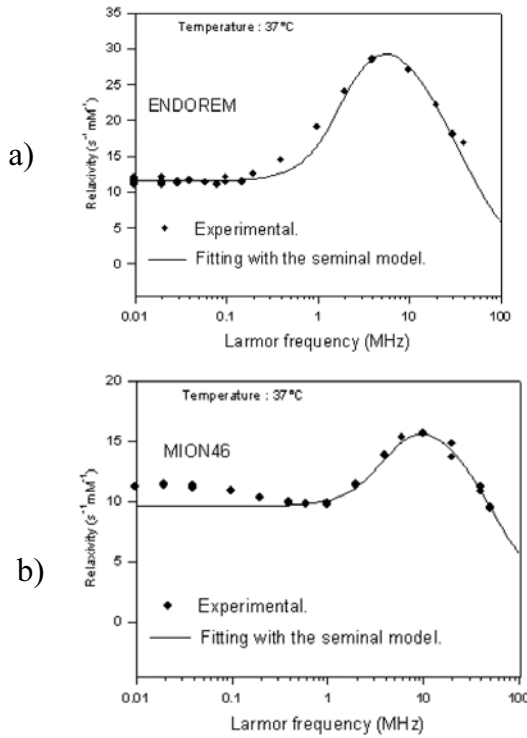 a)
Temperature : 37°C
35
30
25
20
15
10
5
0
Relaxivity (s⁻¹ mM⁻¹)
ENDOREM
Experimental.
Fitting with the seminal model.
0.01 0.1 1 10 100
Larmor frequency (MHz)
b)
Temperature : 37°C
20
15
10
5
0
Relaxivity (s⁻¹mM⁻¹)
MION46
Experimental.
Fitting with the seminal model.
0.01 0.1 1 10 100
Larmor frequency (MHz)